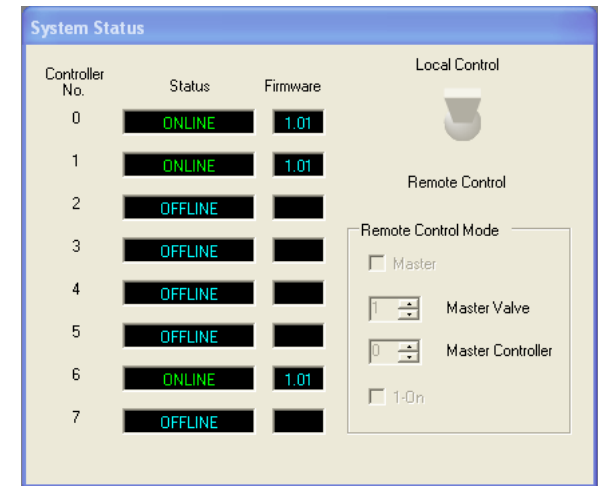 System Status
Controller No.
Status
Firmware
Local Control
0 ONLINE 1.01
1 ONLINE 1.01
Remote Control
2 OFFLINE
Remote Control Mode
3 OFFLINE
Master
4 OFFLINE
1 Master Valve
5 OFFLINE
0 Master Controller
6 ONLINE 1.01
1-On
7 OFFLINE